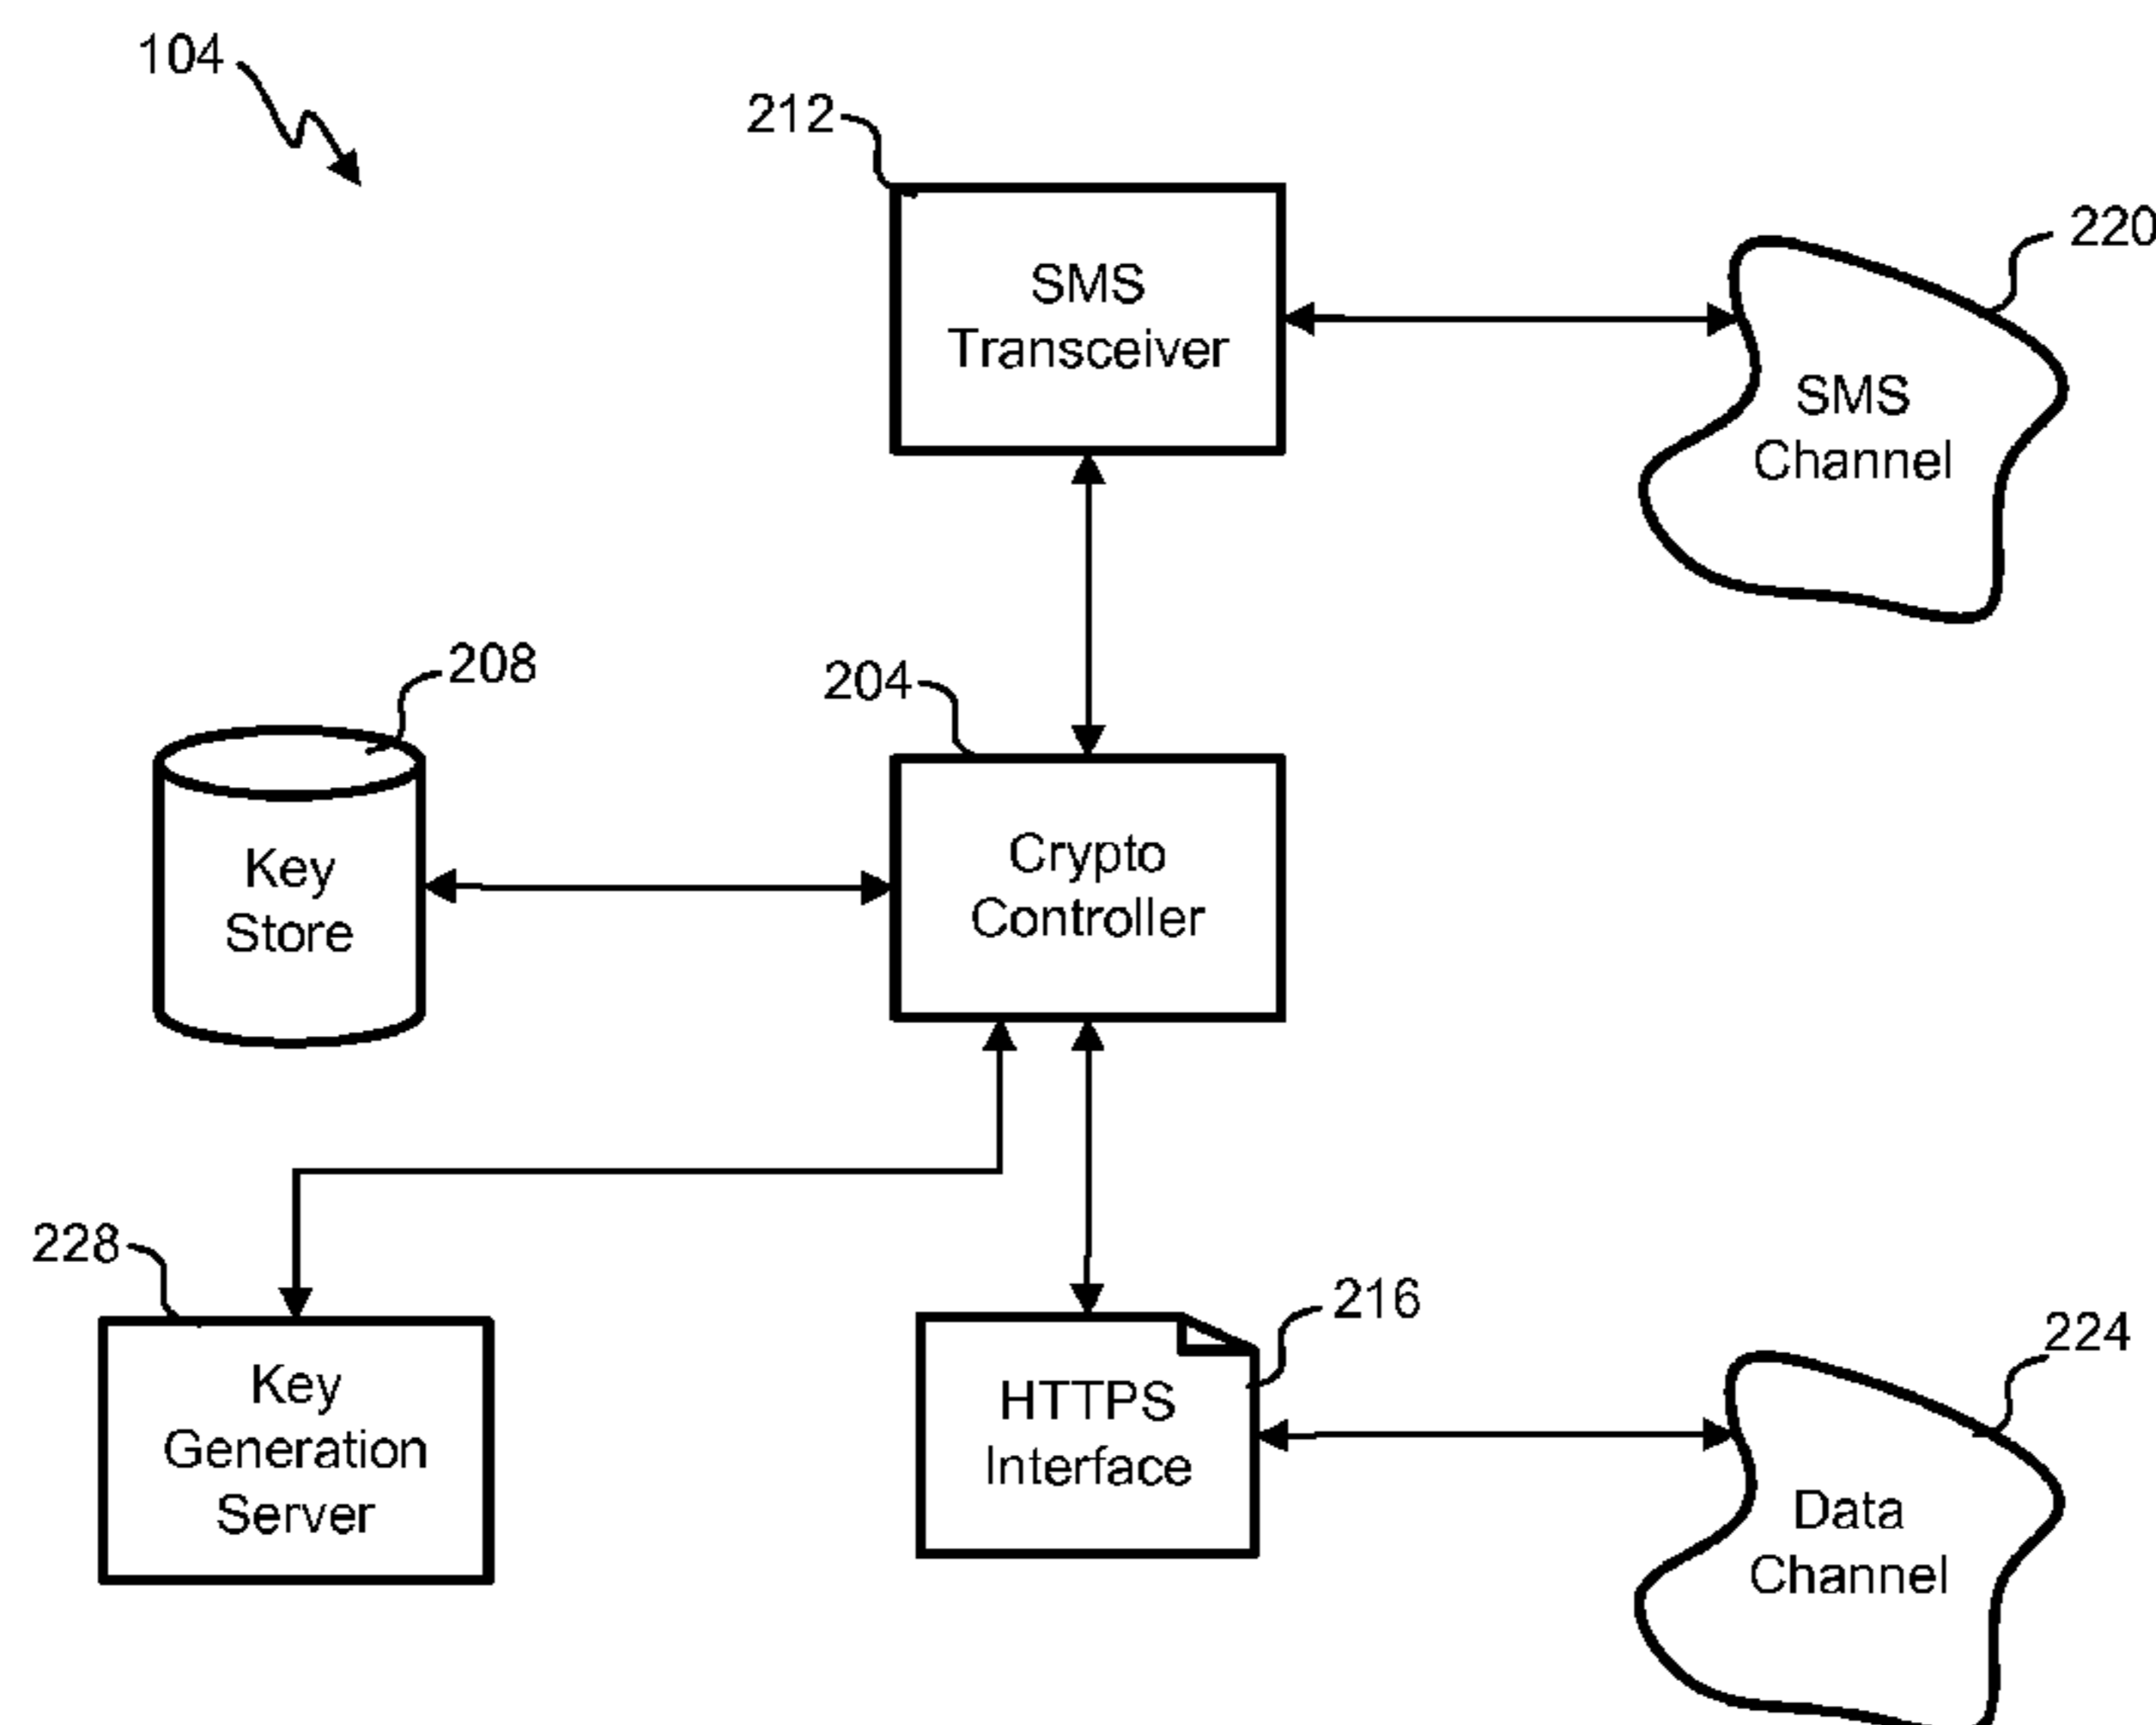 104
212
SMS
Transceiver
220
SMS
Channel
208
204
Key
Store
Crypto
Controller
228
Key
Generation
Server
216
HTTPS
Interface
224
Data
Channel